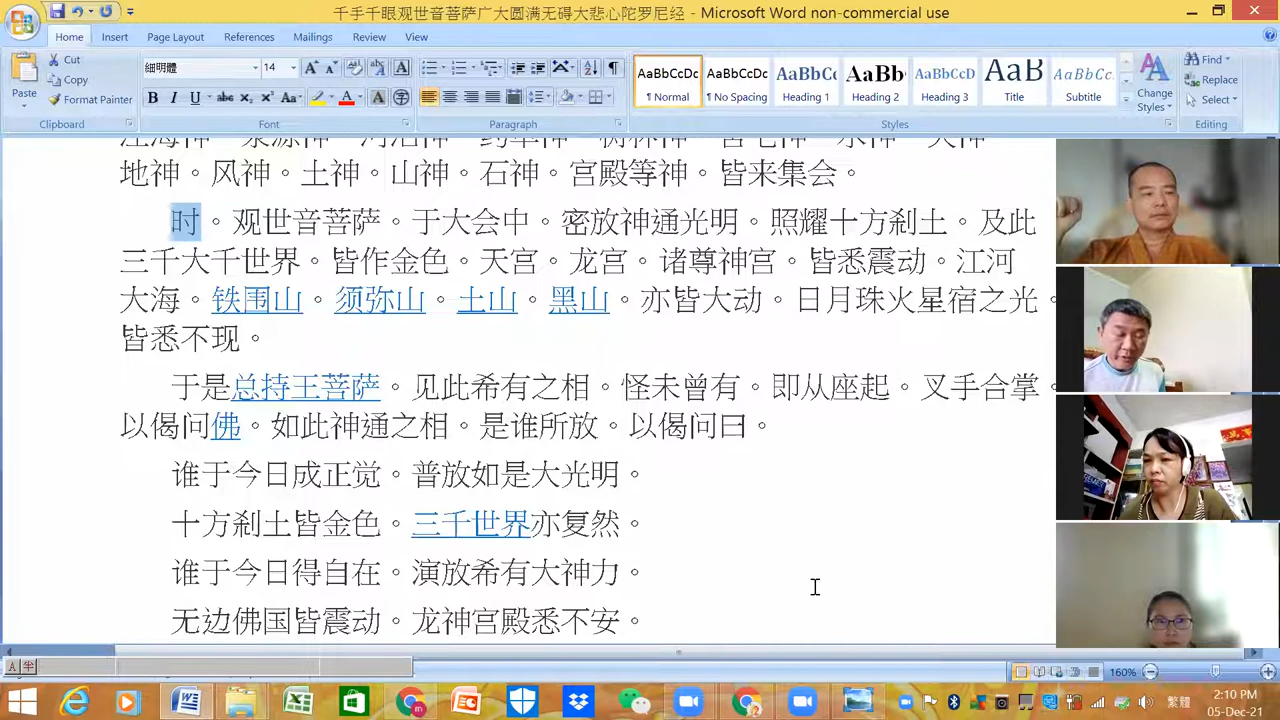 千手千眼观世音菩萨广大圆满无碍大悲心陀罗尼经 - Microsoft Word non-commercial use
Home Insert Page Layout References Mailings Review View
Cut
Copy
Format Painter
Paste
細明體 14
AaBbCcDc AaBbCcDc AaBbCc AaBb AaBbCc AaB AaBbCc.
¶ Normal ¶ No Spacing Heading 1 Heading 2 Heading 3 Title Subtitle
Change Styles
Find
Replace
Select
Clipboard Font Paragraph Styles Editing
地神。风神。土神。山神。石神。宫殿等神。皆来集会。
时。观世音菩萨。于大会中。密放神通光明。照耀十方刹土。及此
三千大千世界。皆作金色。天宫。龙宫。诸尊神宫。皆悉震动。江河
大海。铁围山。须弥山。土山。黑山。亦皆大动。日月珠火星宿之光。
皆悉不现。
于是总持王菩萨。见此希有之相。怪未曾有。即从座起。叉手合掌。
以偈问佛。如此神通之相。是谁所放。以偈问曰。
谁于今日成正觉。普放如是大光明。
十方刹土皆金色。三千世界亦复然。
谁于今日得自在。演放希有大神力。
无边佛国皆震动。龙神宫殿悉不安。
A 半
160%
繁體
2:10 PM
05-Dec-21